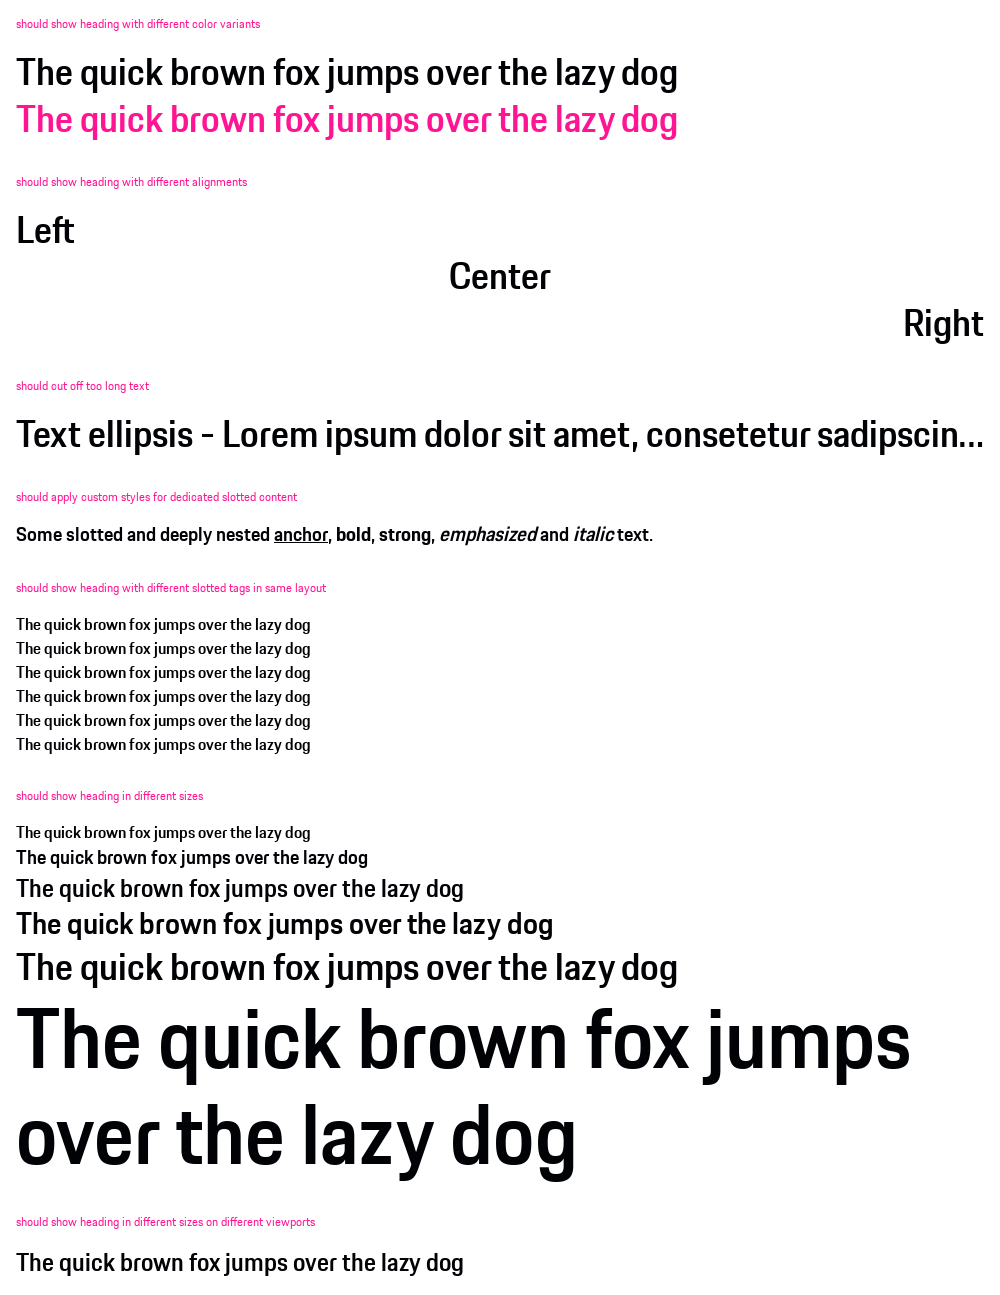 should show heading with different color variants
The quick brown fox jumps over the lazy dog
The quick brown fox jumps over the lazy dog
should show heading with different alignments
Left
Center
Right
should cut off too long text
Text ellipsis - Lorem ipsum dolor sit amet, consetetur sadipscin...
should apply custom styles for dedicated slotted content
Some slotted and deeply nested anchor, bold, strong, emphasized and italic text.
should show heading with different slotted tags in same layout
The quick brown fox jumps over the lazy dog
The quick brown fox jumps over the lazy dog
The quick brown fox jumps over the lazy dog
The quick brown fox jumps over the lazy dog
The quick brown fox jumps over the lazy dog
The quick brown fox jumps over the lazy dog
should show heading in different sizes
The quick brown fox jumps over the lazy dog
The quick brown fox jumps over the lazy dog
The quick brown fox jumps over the lazy dog
The quick brown fox jumps over the lazy dog
The quick brown fox jumps over the lazy dog
The quick brown fox jumps
over the lazy dog
should show heading in different sizes on different viewports
The quick brown fox jumps over the lazy dog